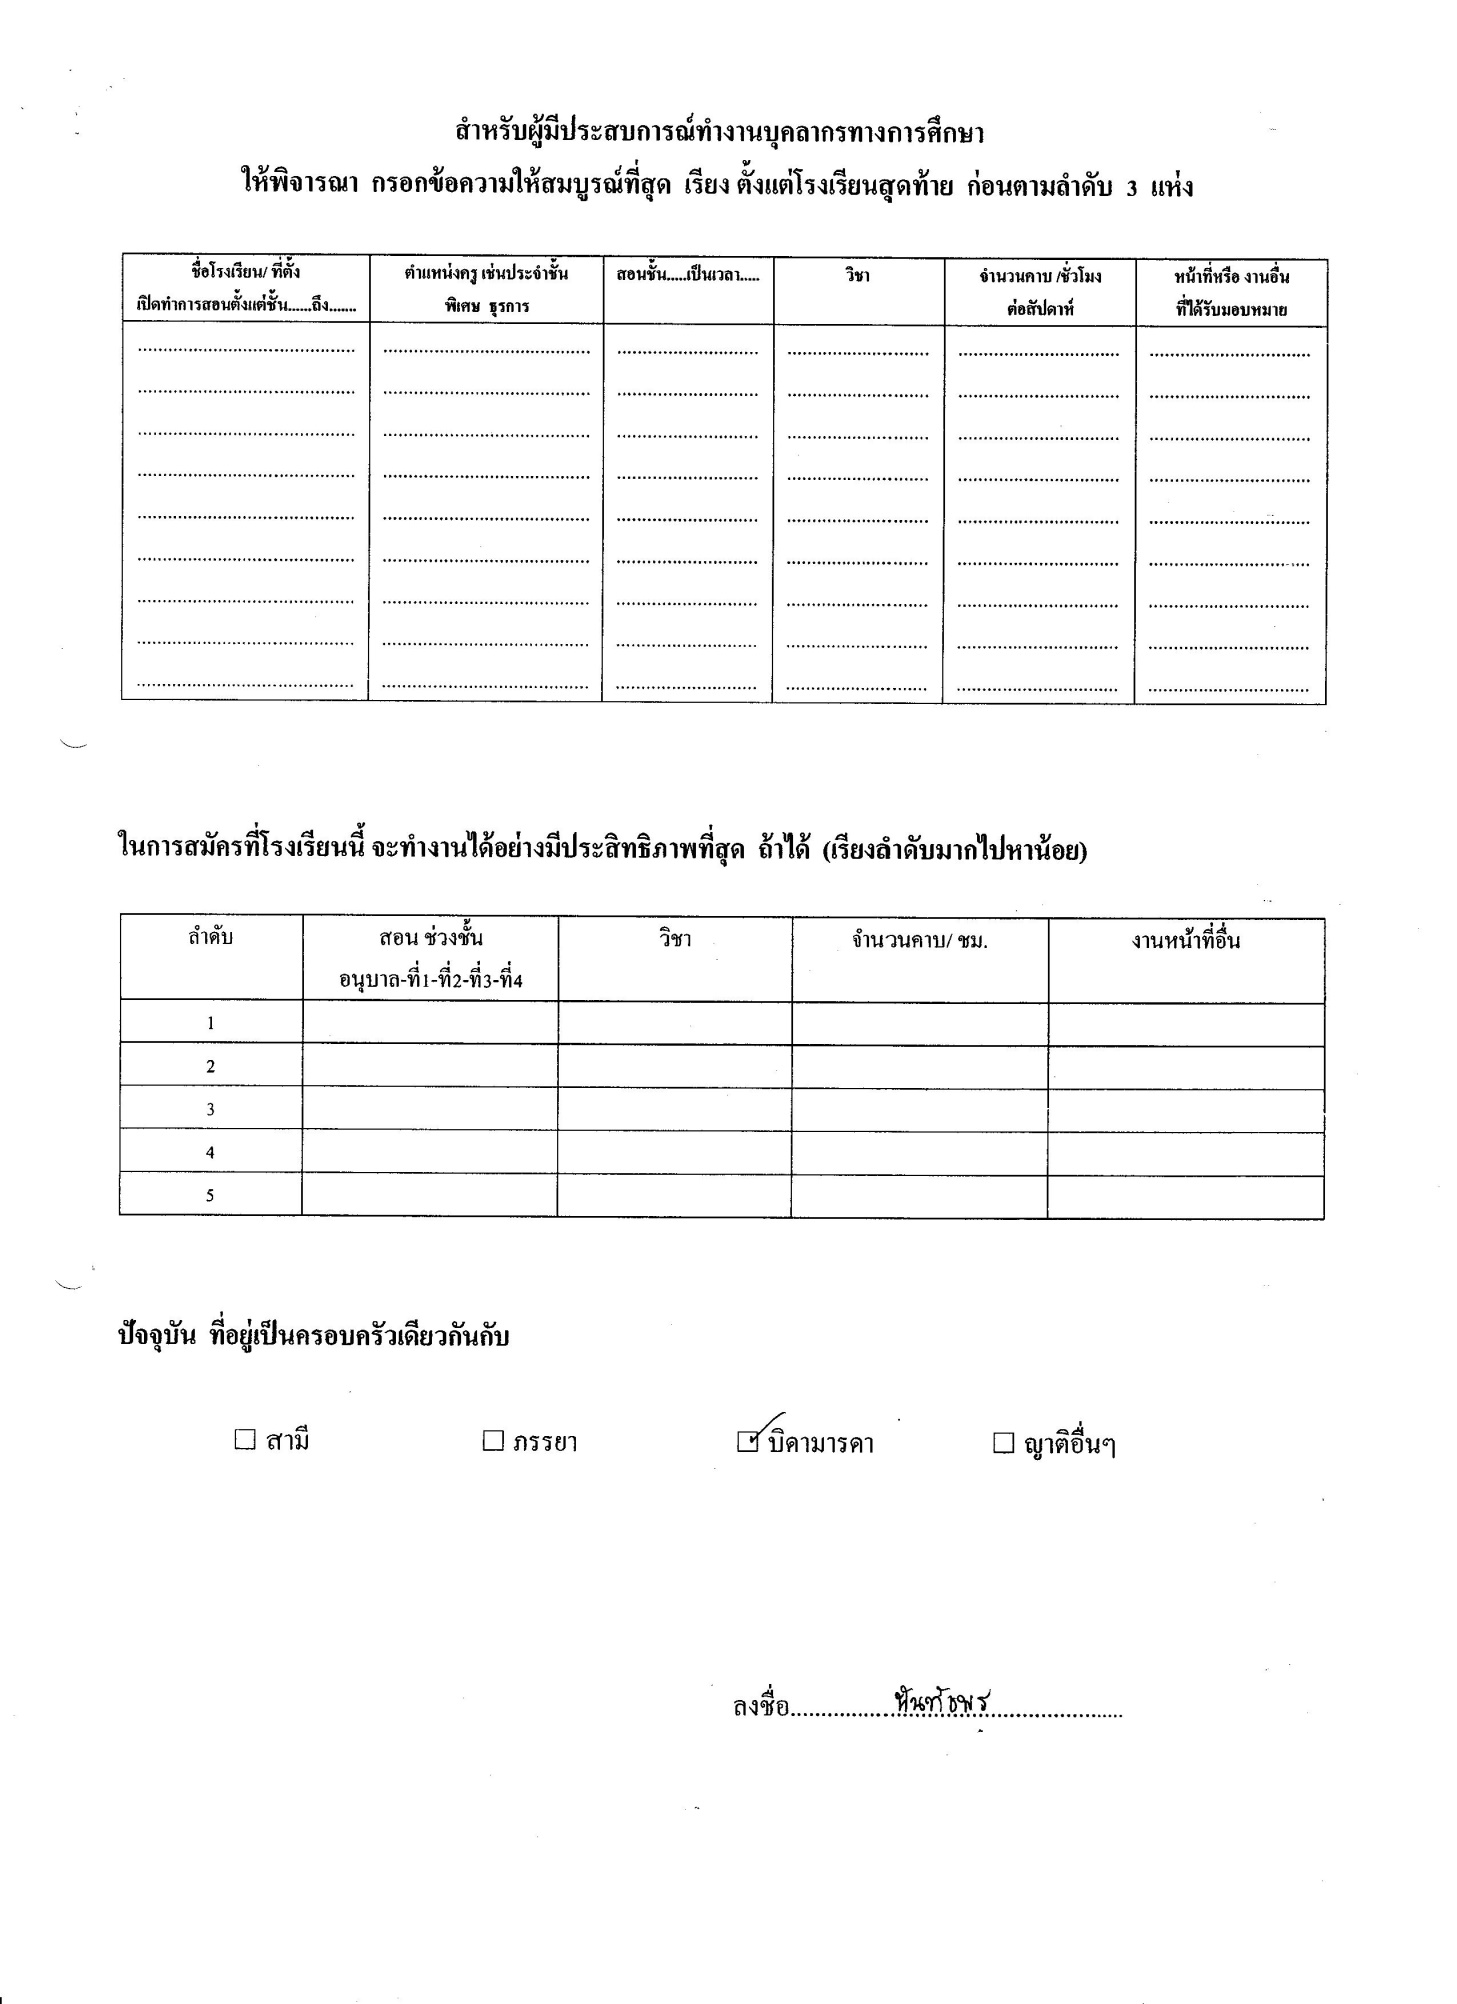 สำหรับผู้มีประสบการณ์ทำงานบุคลากรทางการศึกษา
ให้พิจารณา กรอกข้อความให้สมบูรณ์ที่สุด เรียง ตั้งแต่โรงเรียนสุดท้าย ก่อนตามลำดับ 3 แห่ง
ชื่อโรงเรียน/ ที่ตั้ง
เปิดทำการสอนตั้งแต่ชั้น......ถึง.......
ตำแหน่งครู เช่นประจำชั้น
พิเศษ ธุรการ
สอนชั้น.....เป็นเวลา.....
วิชา
จำนวนคาบ /ชั่วโมง
ต่อสัปดาห์
หน้าที่หรือ งานอื่น
ที่ได้รับมอบหมาย
ในการสมัครที่โรงเรียนนี้ จะทำงานได้อย่างมีประสิทธิภาพที่สุด ถ้าได้ (เรียงลำดับมากไปหาน้อย)
ลำดับ
สอน ช่วงชั้น
อนุบาล-ที่1-ที่2-ที่3-ที่4
วิชา
จำนวนคาบ/ ชม.
งานหน้าที่อื่น
1
2
3
4
5
ปัจจุบัน ที่อยู่เป็นครอบครัวเดียวกันกับ
สามี ภรรยา บิดามารดา ญาติอื่นๆ
ลงชื่อ